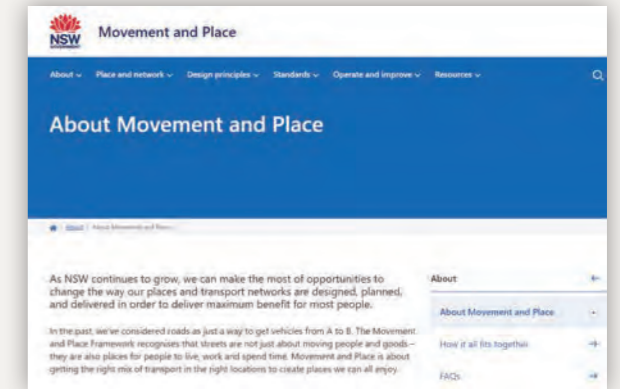 NSW
GOVERNMENT
Movement and Place
About Place and network Design principles Standards Operate and improve Resources
About Movement and Place
About About Movement and Place
As NSW continues to grow, we can make the most of opportunities to
change the way our places and transport networks are designed, planned,
and delivered in order to deliver maximum benefit for most people.
In the past, we've considered roads as just a way to get vehicles from A to B. The Movement
and Place Framework recognises that streets are not just about moving people and goods –
they are also places for people to live, work and spend time. Movement and Place is about
getting the right mix of transport in the right locations to create places we can all enjoy.
About
About Movement and Place
How it all fits together
FAQs